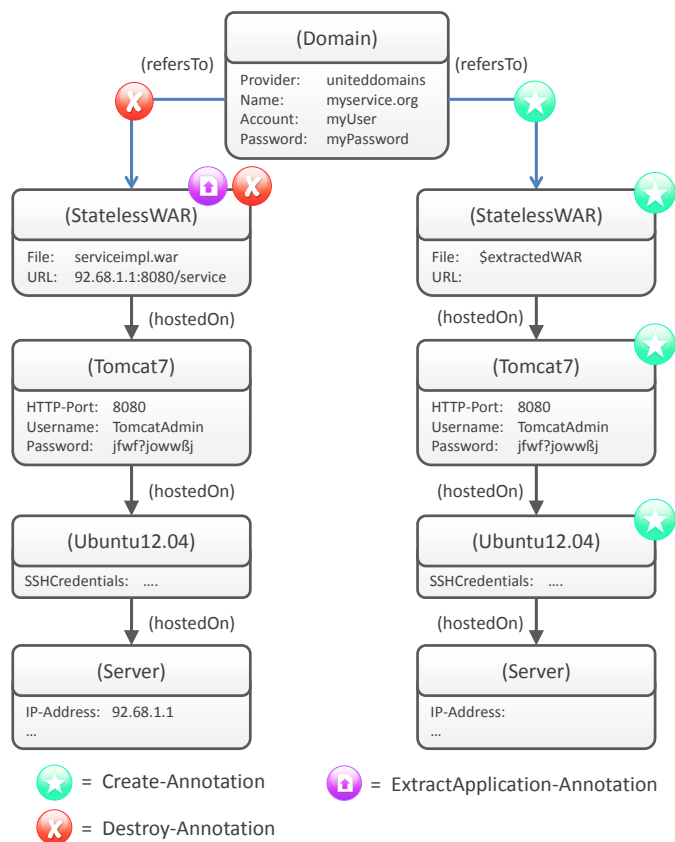 (Domain)
(refersTo)
(refersTo)
Provider: uniteddomains
Name: myservice.org
Account: myUser
Password: myPassword
(StatelessWAR)
File: serviceimpl.war
URL: 92.68.1.1:8080/service
(hostedOn)
(Tomcat7)
HTTP-Port: 8080
Username: TomcatAdmin
Password: jfwf?jowwßj
(hostedOn)
(Ubuntu12.04)
SSHCredentials: ....
(hostedOn)
(Server)
IP-Address: 92.68.1.1
...
(StatelessWAR)
File: $extractedWAR
URL:
(hostedOn)
(Tomcat7)
HTTP-Port: 8080
Username: TomcatAdmin
Password: jfwf?jowwßj
(hostedOn)
(Ubuntu12.04)
SSHCredentials: ....
(hostedOn)
(Server)
IP-Address:
...
= Create-Annotation
= ExtractApplication-Annotation
= Destroy-Annotation